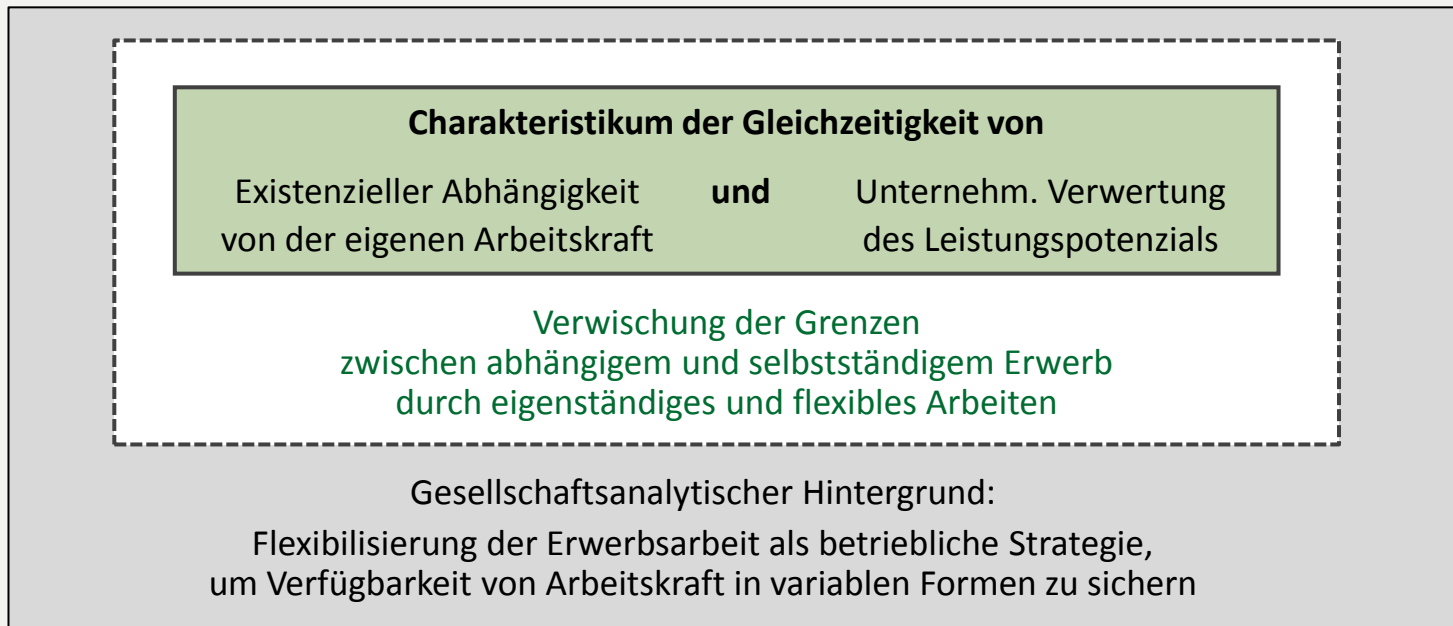 Charakteristikum der Gleichzeitigkeit von
Existenzieller Abhängigkeit und Unternehm. Verwertung
von der eigenen Arbeitskraft des Leistungspotenzials
Verwischung der Grenzen
zwischen abhängigem und selbstständigem Erwerb
durch eigenständiges und flexibles Arbeiten
Gesellschaftsanalytischer Hintergrund:
Flexibilisierung der Erwerbsarbeit als betriebliche Strategie,
um Verfügbarkeit von Arbeitskraft in variablen Formen zu sichern